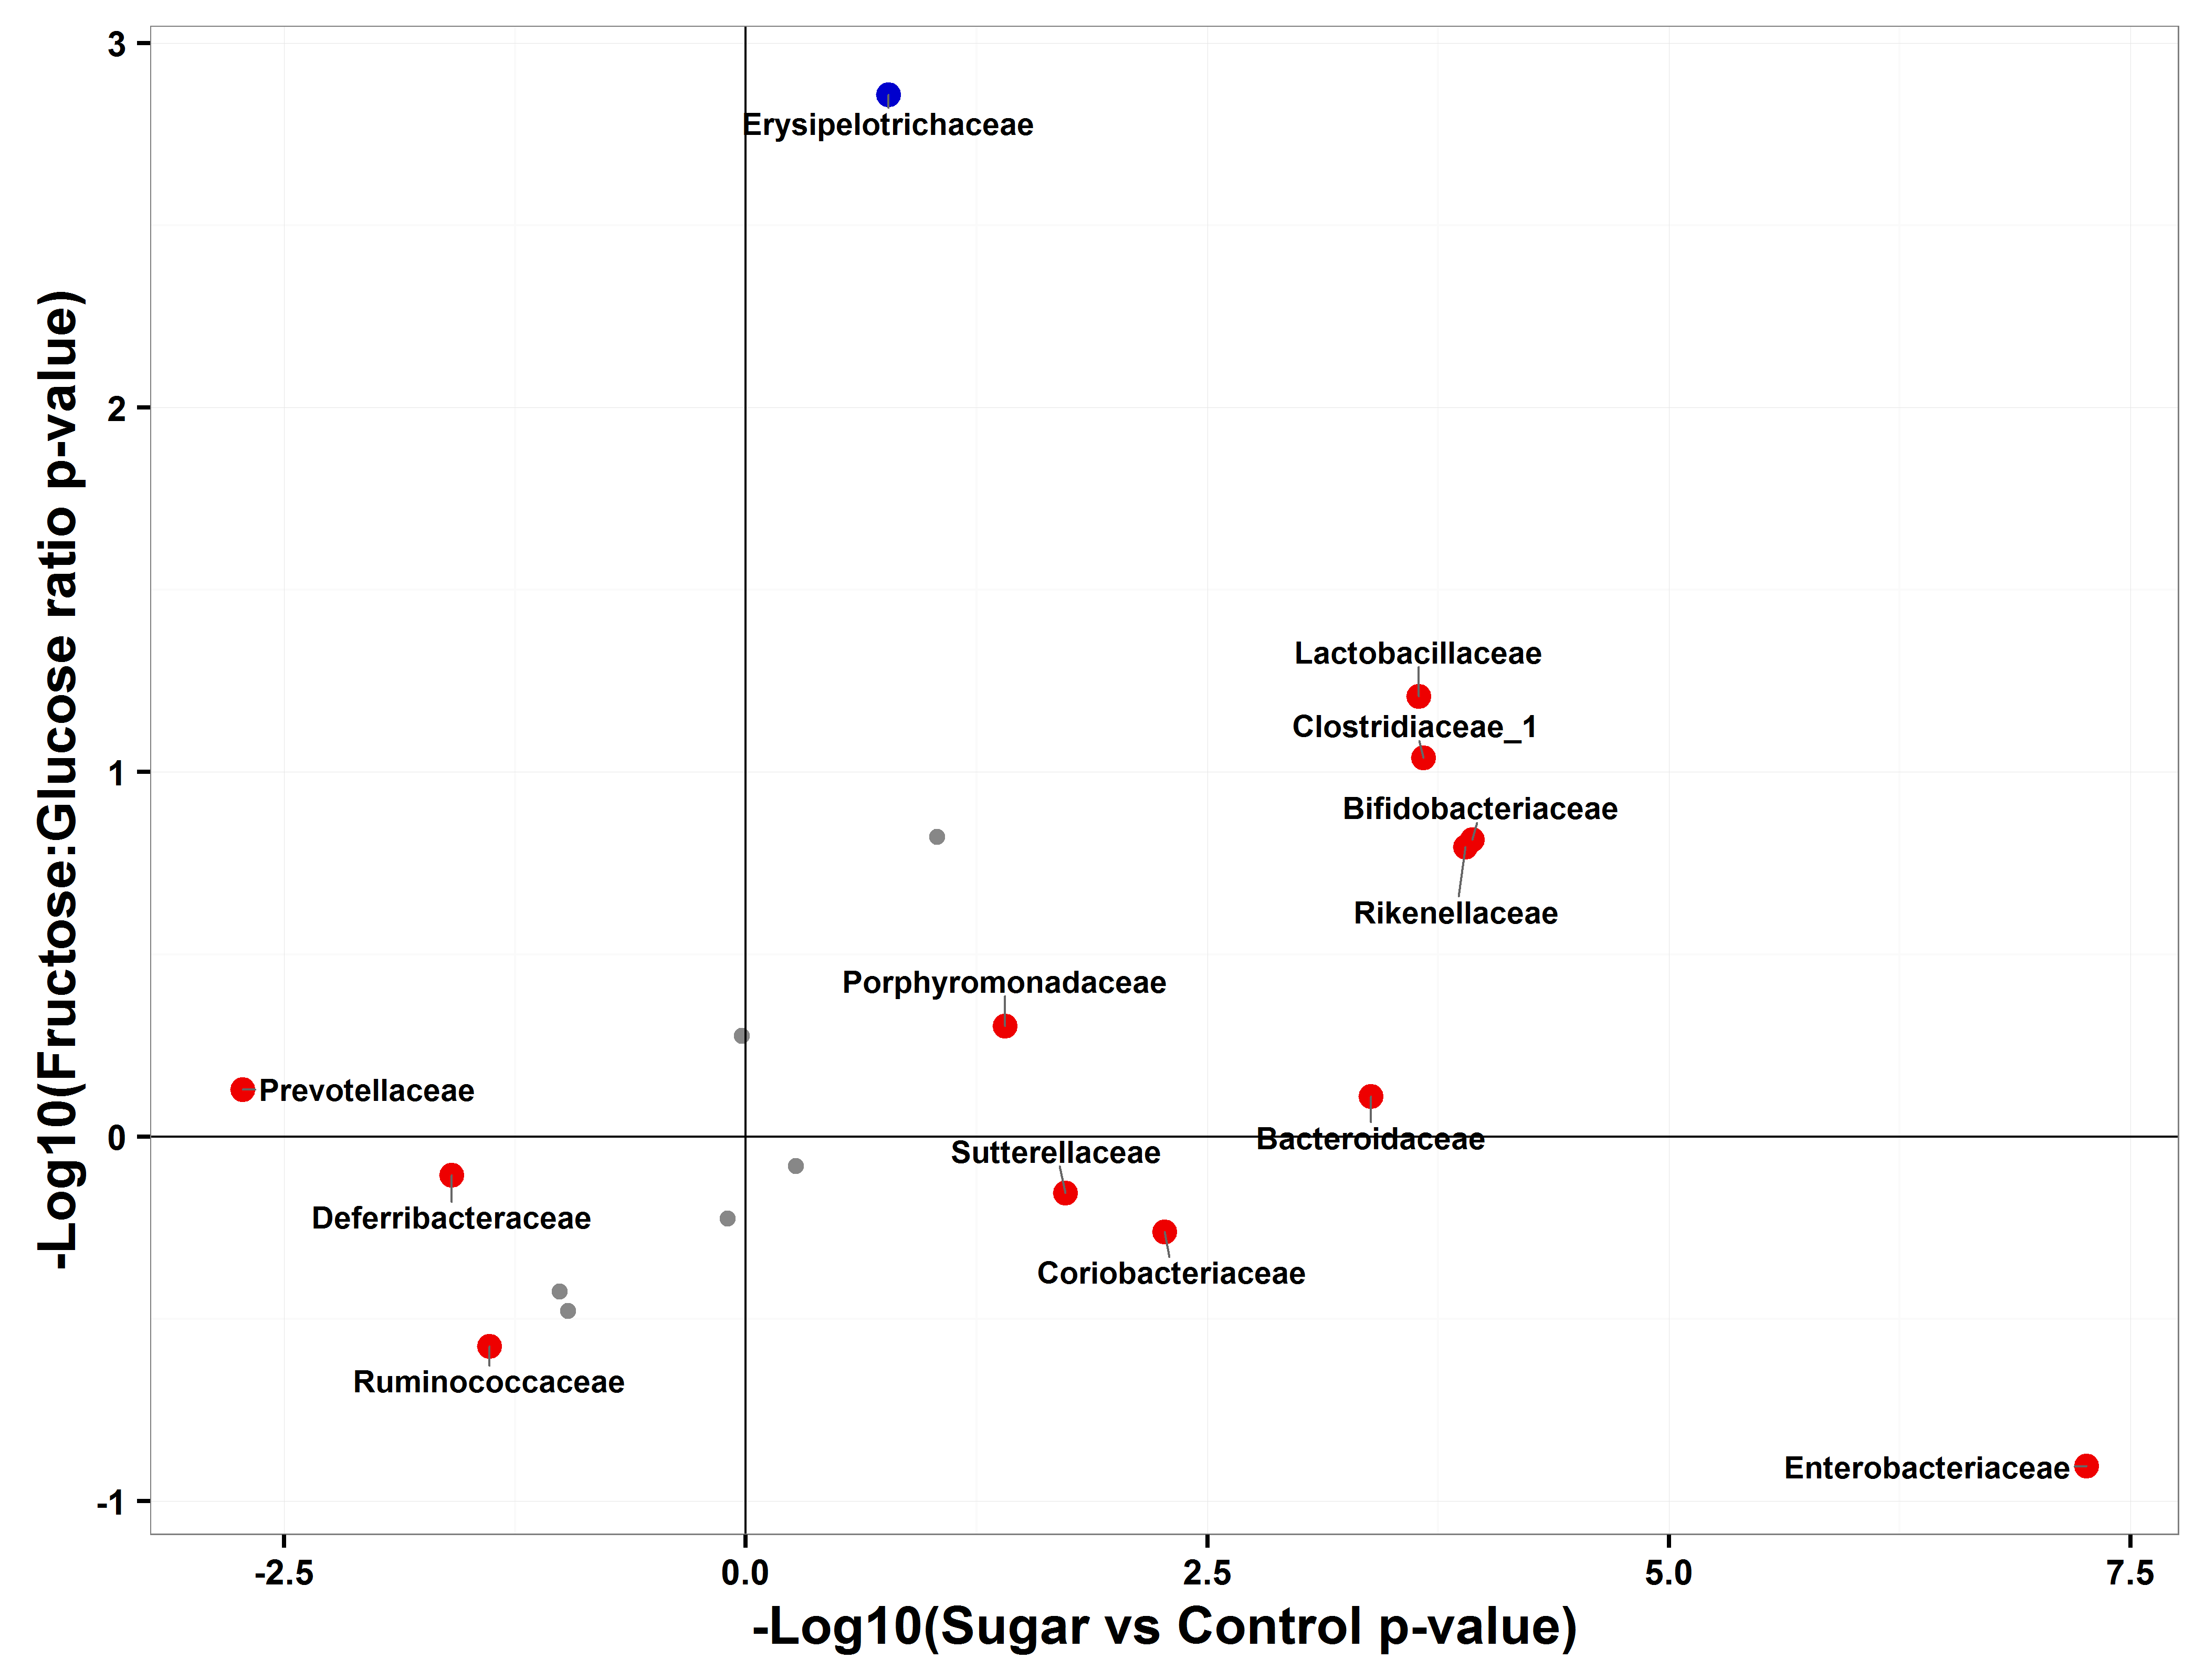 3
Erysipelotrichaceae
2
-Log10(Fructose:Glucose ratio p-value)
Lactobacillaceae
Clostridiaceae_1
1
Bifidobacteriaceae
Rikenellaceae
Porphyromonadaceae
Prevotellaceae
0
Bacteroidaceae
Sutterellaceae
Deferribacteraceae
Coriobacteriaceae
Ruminococcaceae
Enterobacteriaceae
-1
-2.5 0.0 2.5 5.0 7.5
-Log10(Sugar vs Control p-value)